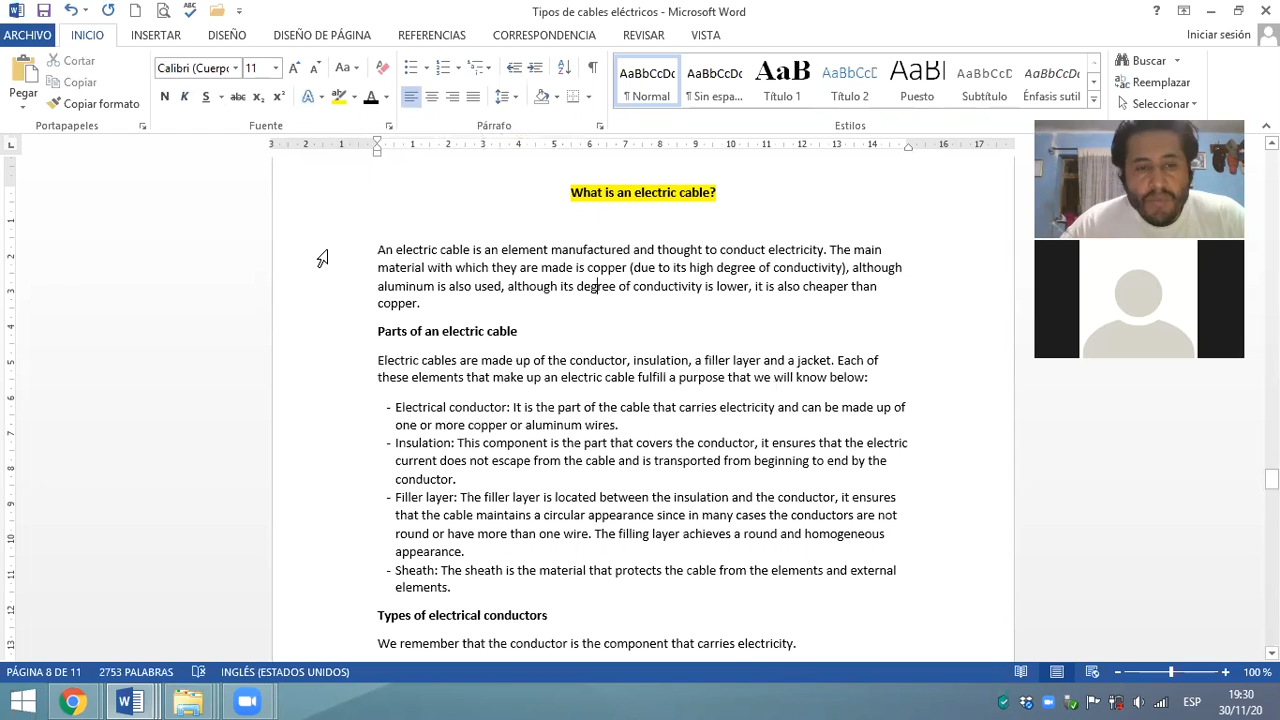 Tipos de cables eléctricos - Microsoft Word
ARCHIVO INICIO INSERTAR DISEÑO DISEÑO DE PÁGINA REFERENCIAS CORRESPONDENCIA REVISAR VISTA Iniciar sesión
Pegar
Cortar
Copiar
Copiar formato
Portapapeles
Calibri (Cuerpo 11
N K S abc x₂ x²
Fuente
Párrafo
AaBbCcDc AaBbCcDc AaB AaBbCcD AaBl AaBbCcD AaBbCcDc
¶ Normal ¶ Sin espa... Título 1 Título 2 Puesto Subtítulo Énfasis sutil
Estilos
Buscar
Reemplazar
Seleccionar
What is an electric cable?
An electric cable is an element manufactured and thought to conduct electricity. The main
material with which they are made is copper (due to its high degree of conductivity), although
aluminum is also used, although its degree of conductivity is lower, it is also cheaper than
copper.
Parts of an electric cable
Electric cables are made up of the conductor, insulation, a filler layer and a jacket. Each of
these elements that make up an electric cable fulfill a purpose that we will know below:
- Electrical conductor: It is the part of the cable that carries electricity and can be made up of
one or more copper or aluminum wires.
- Insulation: This component is the part that covers the conductor, it ensures that the electric
current does not escape from the cable and is transported from beginning to end by the
conductor.
- Filler layer: The filler layer is located between the insulation and the conductor, it ensures
that the cable maintains a circular appearance since in many cases the conductors are not
round or have more than one wire. The filling layer achieves a round and homogeneous
appearance.
- Sheath: The sheath is the material that protects the cable from the elements and external
elements.
Types of electrical conductors
We remember that the conductor is the component that carries electricity.
PÁGINA 8 DE 11 2753 PALABRAS INGLÉS (ESTADOS UNIDOS) 100 %
ESP
19:30
30/11/20